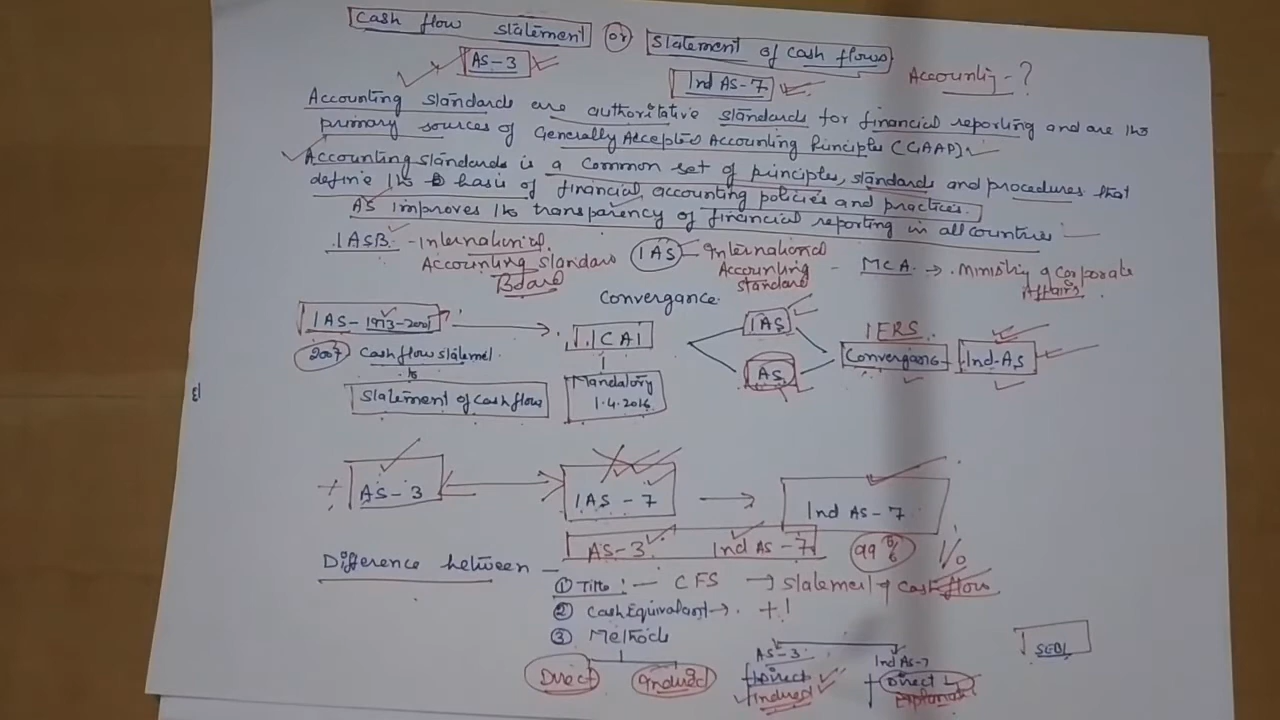 Cash flow statement or Statement of cash flows
AS-3 Ind AS-7 Accounting - ?
Accounting standards are authoritative standards for financial reporting and are the
primary sources of Generally Accepted Accounting Principles (GAAP).
Accounting standards is a common set of principles, standards and procedures that
define the basis of financial accounting policies and practices.
AS improves the transparency of financial reporting in all countries
IASB - International IAS - International
Accounting Standard Accounting - MCA → Ministry of Corporate
Board standard Affairs
Convergance
IAS-1973-2001 → ICAI IAS IFRS
2007 Cash flow statement Convergans Ind-AS
to Mandatory AS
Statement of cash flow 1.4.2016
+ AS-3 IAS-7 → Ind AS-7
AS-3 Ind AS-7 99% 1%
Difference between -
① Title :- CFS → Statement of cash flow
② Cash Equivalent → +!
③ Methods
AS-3 Ind AS-7 SEBI
Direct Indirect Direct Direct
Indirect